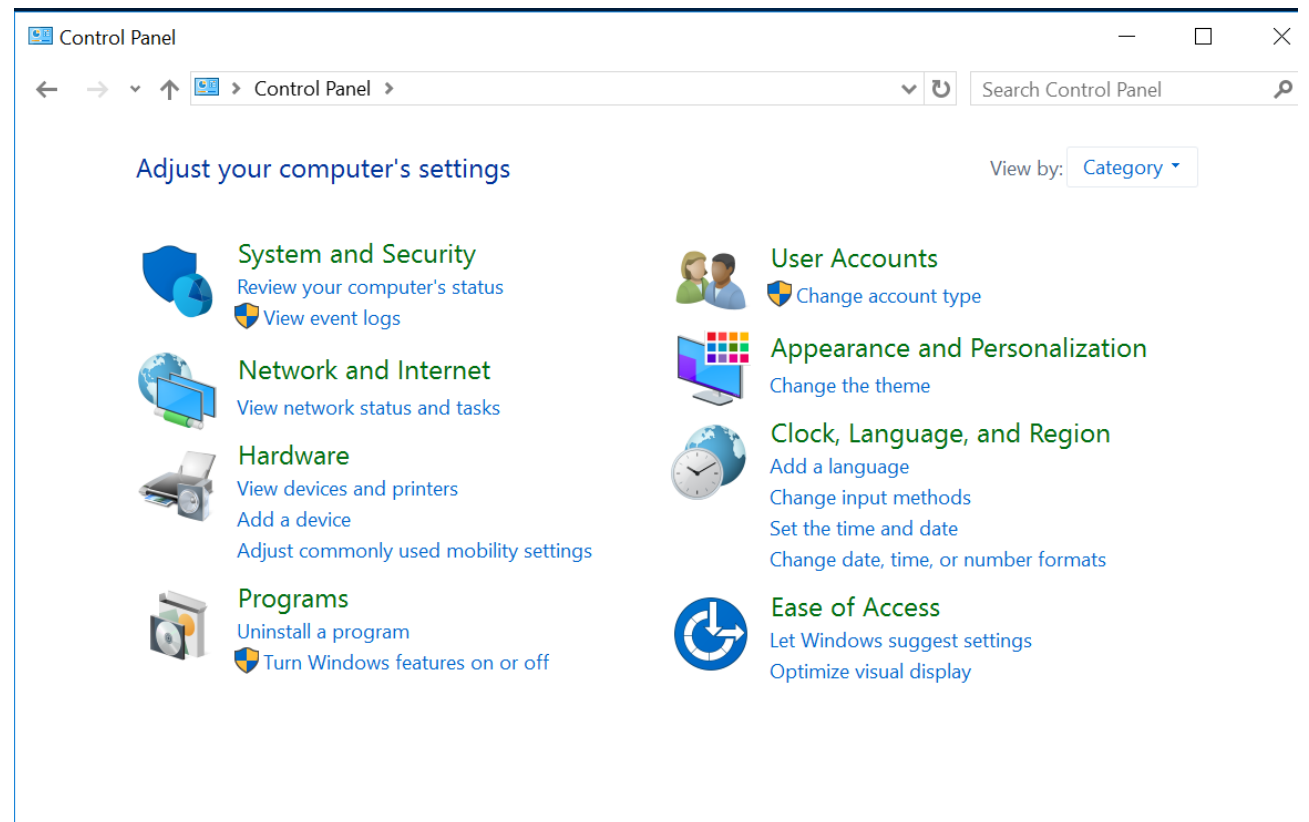 Control Panel
Control Panel
Search Control Panel
Adjust your computer's settings
View by: Category
System and Security
Review your computer's status
View event logs
Network and Internet
View network status and tasks
Hardware
View devices and printers
Add a device
Adjust commonly used mobility settings
Programs
Uninstall a program
Turn Windows features on or off
User Accounts
Change account type
Appearance and Personalization
Change the theme
Clock, Language, and Region
Add a language
Change input methods
Set the time and date
Change date, time, or number formats
Ease of Access
Let Windows suggest settings
Optimize visual display